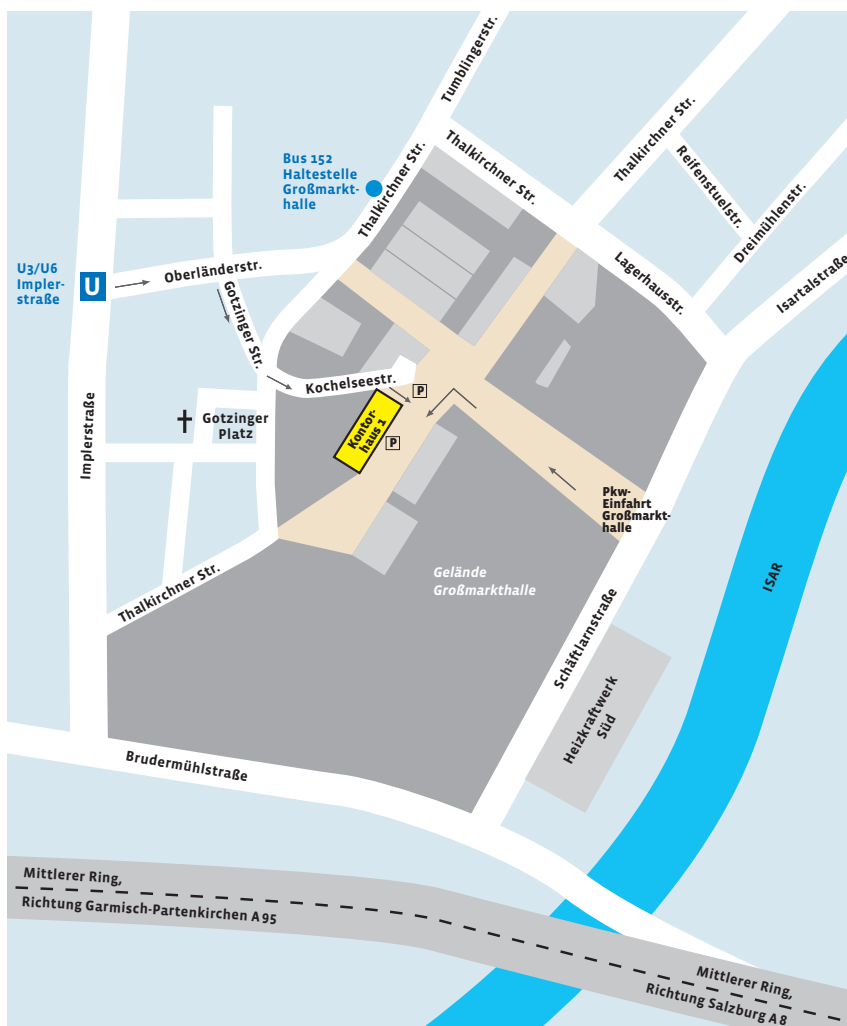 Tumblingerstr.
Thalkirchner Str.
Thalkirchner Str.
Thalkirchner Str.
Reifenstuelstr.
Dreimühlenstr.
Isartalstraße
Lagerhausstr.
Bus 152
Haltestelle
Großmarkt-
halle
U3/U6
Impler-
straße
U
Oberländerstr.
Gotzinger Str.
Kochelseestr.
P
Kontor-
haus 1
P
Gotzinger
Platz
Implerstraße
Pkw-
Einfahrt
Großmarkt-
halle
Gelände
Großmarkthalle
ISAR
Thalkirchner Str.
Schäftlarnstraße
Heizkraftwerk
Süd
Brudermühlstraße
Mittlerer Ring,
Richtung Garmisch-Partenkirchen A 95
Mittlerer Ring,
Richtung Salzburg A 8